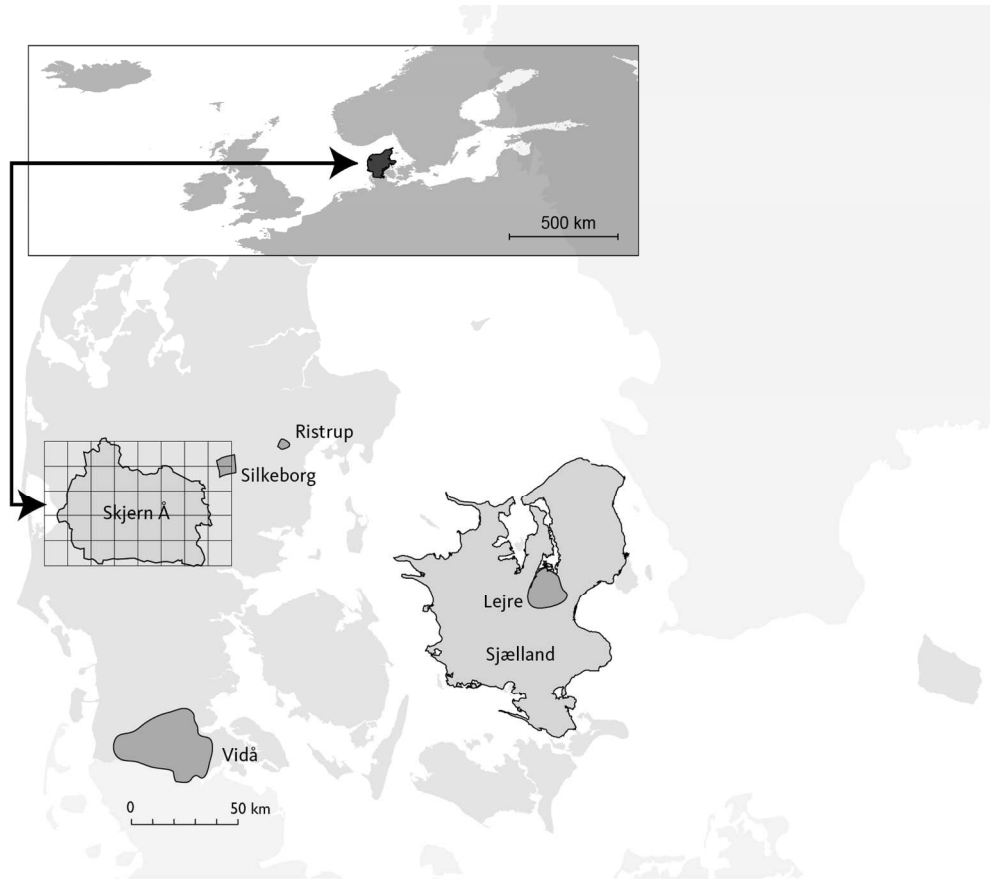 500 km
Ristrup
Silkeborg
Skjern Å
Lejre
Sjælland
Vidå
0 50 km